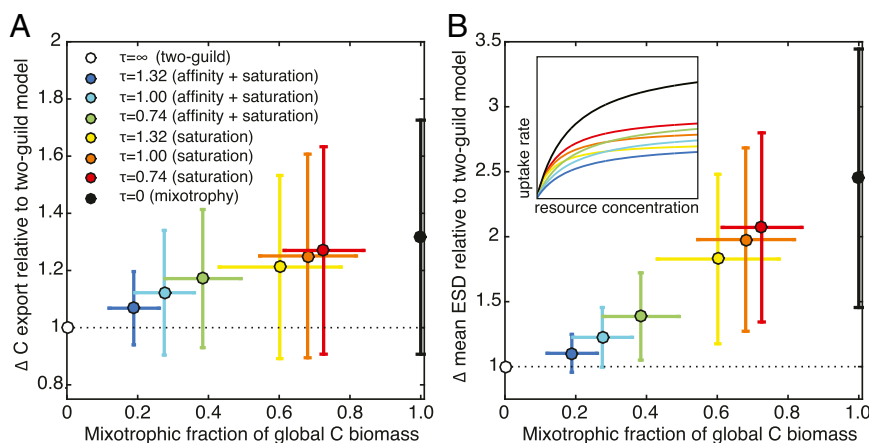 A
Δ C export relative to two-guild model
2
1.8
1.6
1.4
1.2
1
0.8
τ=∞ (two-guild)
τ=1.32 (affinity + saturation)
τ=1.00 (affinity + saturation)
τ=0.74 (affinity + saturation)
τ=1.32 (saturation)
τ=1.00 (saturation)
τ=0.74 (saturation)
τ=0 (mixotrophy)
0 0.2 0.4 0.6 0.8 1.0
Mixotrophic fraction of global C biomass
B
Δ mean ESD relative to two-guild model
3.5
3
2.5
2
1.5
1
uptake rate
resource concentration
0 0.2 0.4 0.6 0.8 1.0
Mixotrophic fraction of global C biomass